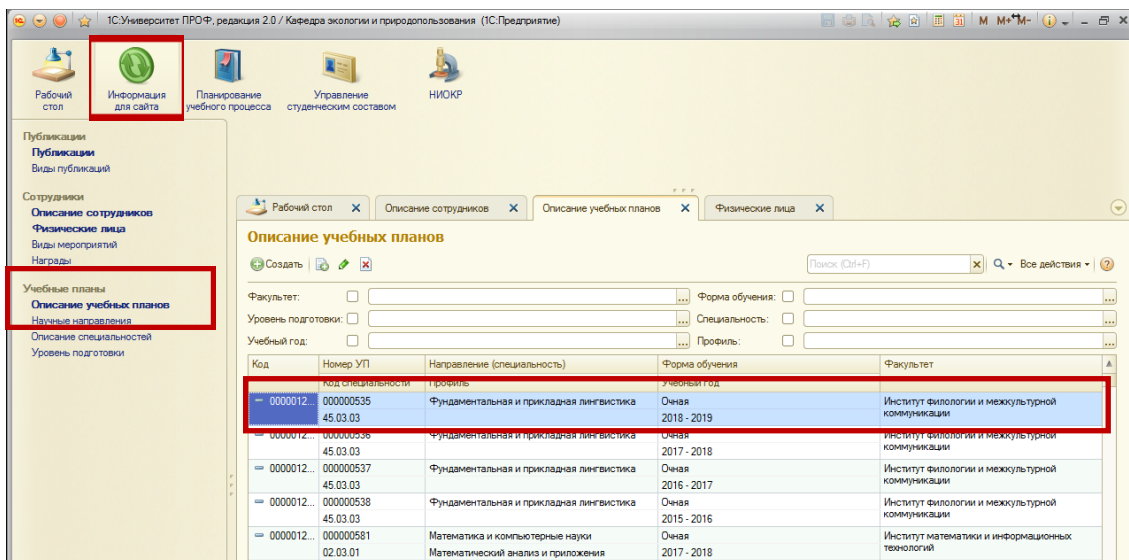 1С:Университет ПРОФ, редакция 2.0 / Кафедра экологии и природопользования (1С:Предприятие)
M M+ M-
Рабочий стол
Информация для сайта
Планирование учебного процесса
Управление студенческим составом
НИОКР
Публикации
Публикации
Виды публикаций
Сотрудники
Описание сотрудников
Физические лица
Виды мероприятий
Награды
Учебные планы
Описание учебных планов
Научные направления
Описание специальностей
Уровень подготовки
Рабочий стол
Описание сотрудников
Описание учебных планов
Физические лица
Описание учебных планов
Создать
Поиск (Ctrl+F)
Все действия
Факультет:
Форма обучения:
Уровень подготовки:
Специальность:
Учебный год:
Профиль:
Код Номер УП Направление (специальность) Форма обучения Факультет
Код специальности Профиль Учебный год
0000012... 000000535 Фундаментальная и прикладная лингвистика Очная Институт филологии и межкультурной
45.03.03 2018 - 2019 коммуникации
0000012... 000000536 Фундаментальная и прикладная лингвистика Очная Институт филологии и межкультурной
45.03.03 2017 - 2018 коммуникации
0000012... 000000537 Фундаментальная и прикладная лингвистика Очная Институт филологии и межкультурной
45.03.03 2016 - 2017 коммуникации
0000012... 000000538 Фундаментальная и прикладная лингвистика Очная Институт филологии и межкультурной
45.03.03 2015 - 2016 коммуникации
0000012... 000000581 Математика и компьютерные науки Очная Институт математики и информационных
02.03.01 Математический анализ и приложения 2017 - 2018 технологий